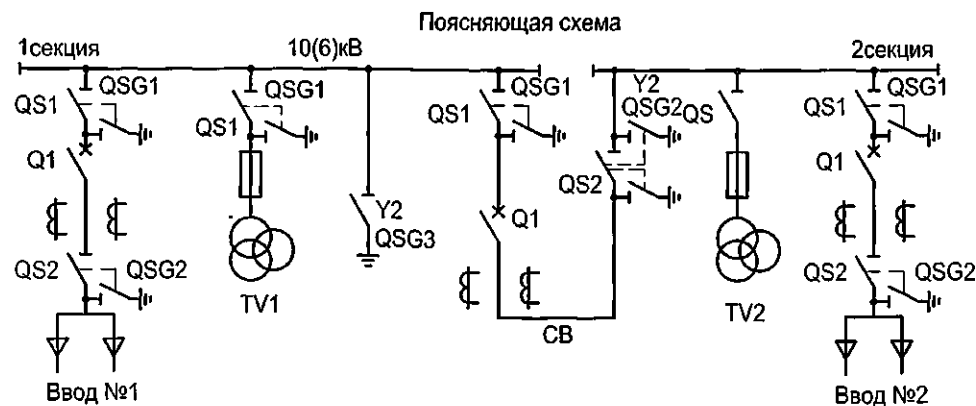 Поясняющая схема
1секция
10(6)кВ
2секция
QSG1
QS1
Q1
QS2
QSG2
Ввод №1
QSG1
QS1
TV1
Y2
QSG3
QSG1
QS1
Q1
СВ
Y2
QSG2
QS2
QS
TV2
QSG1
QS1
Q1
QS2
QSG2
Ввод №2